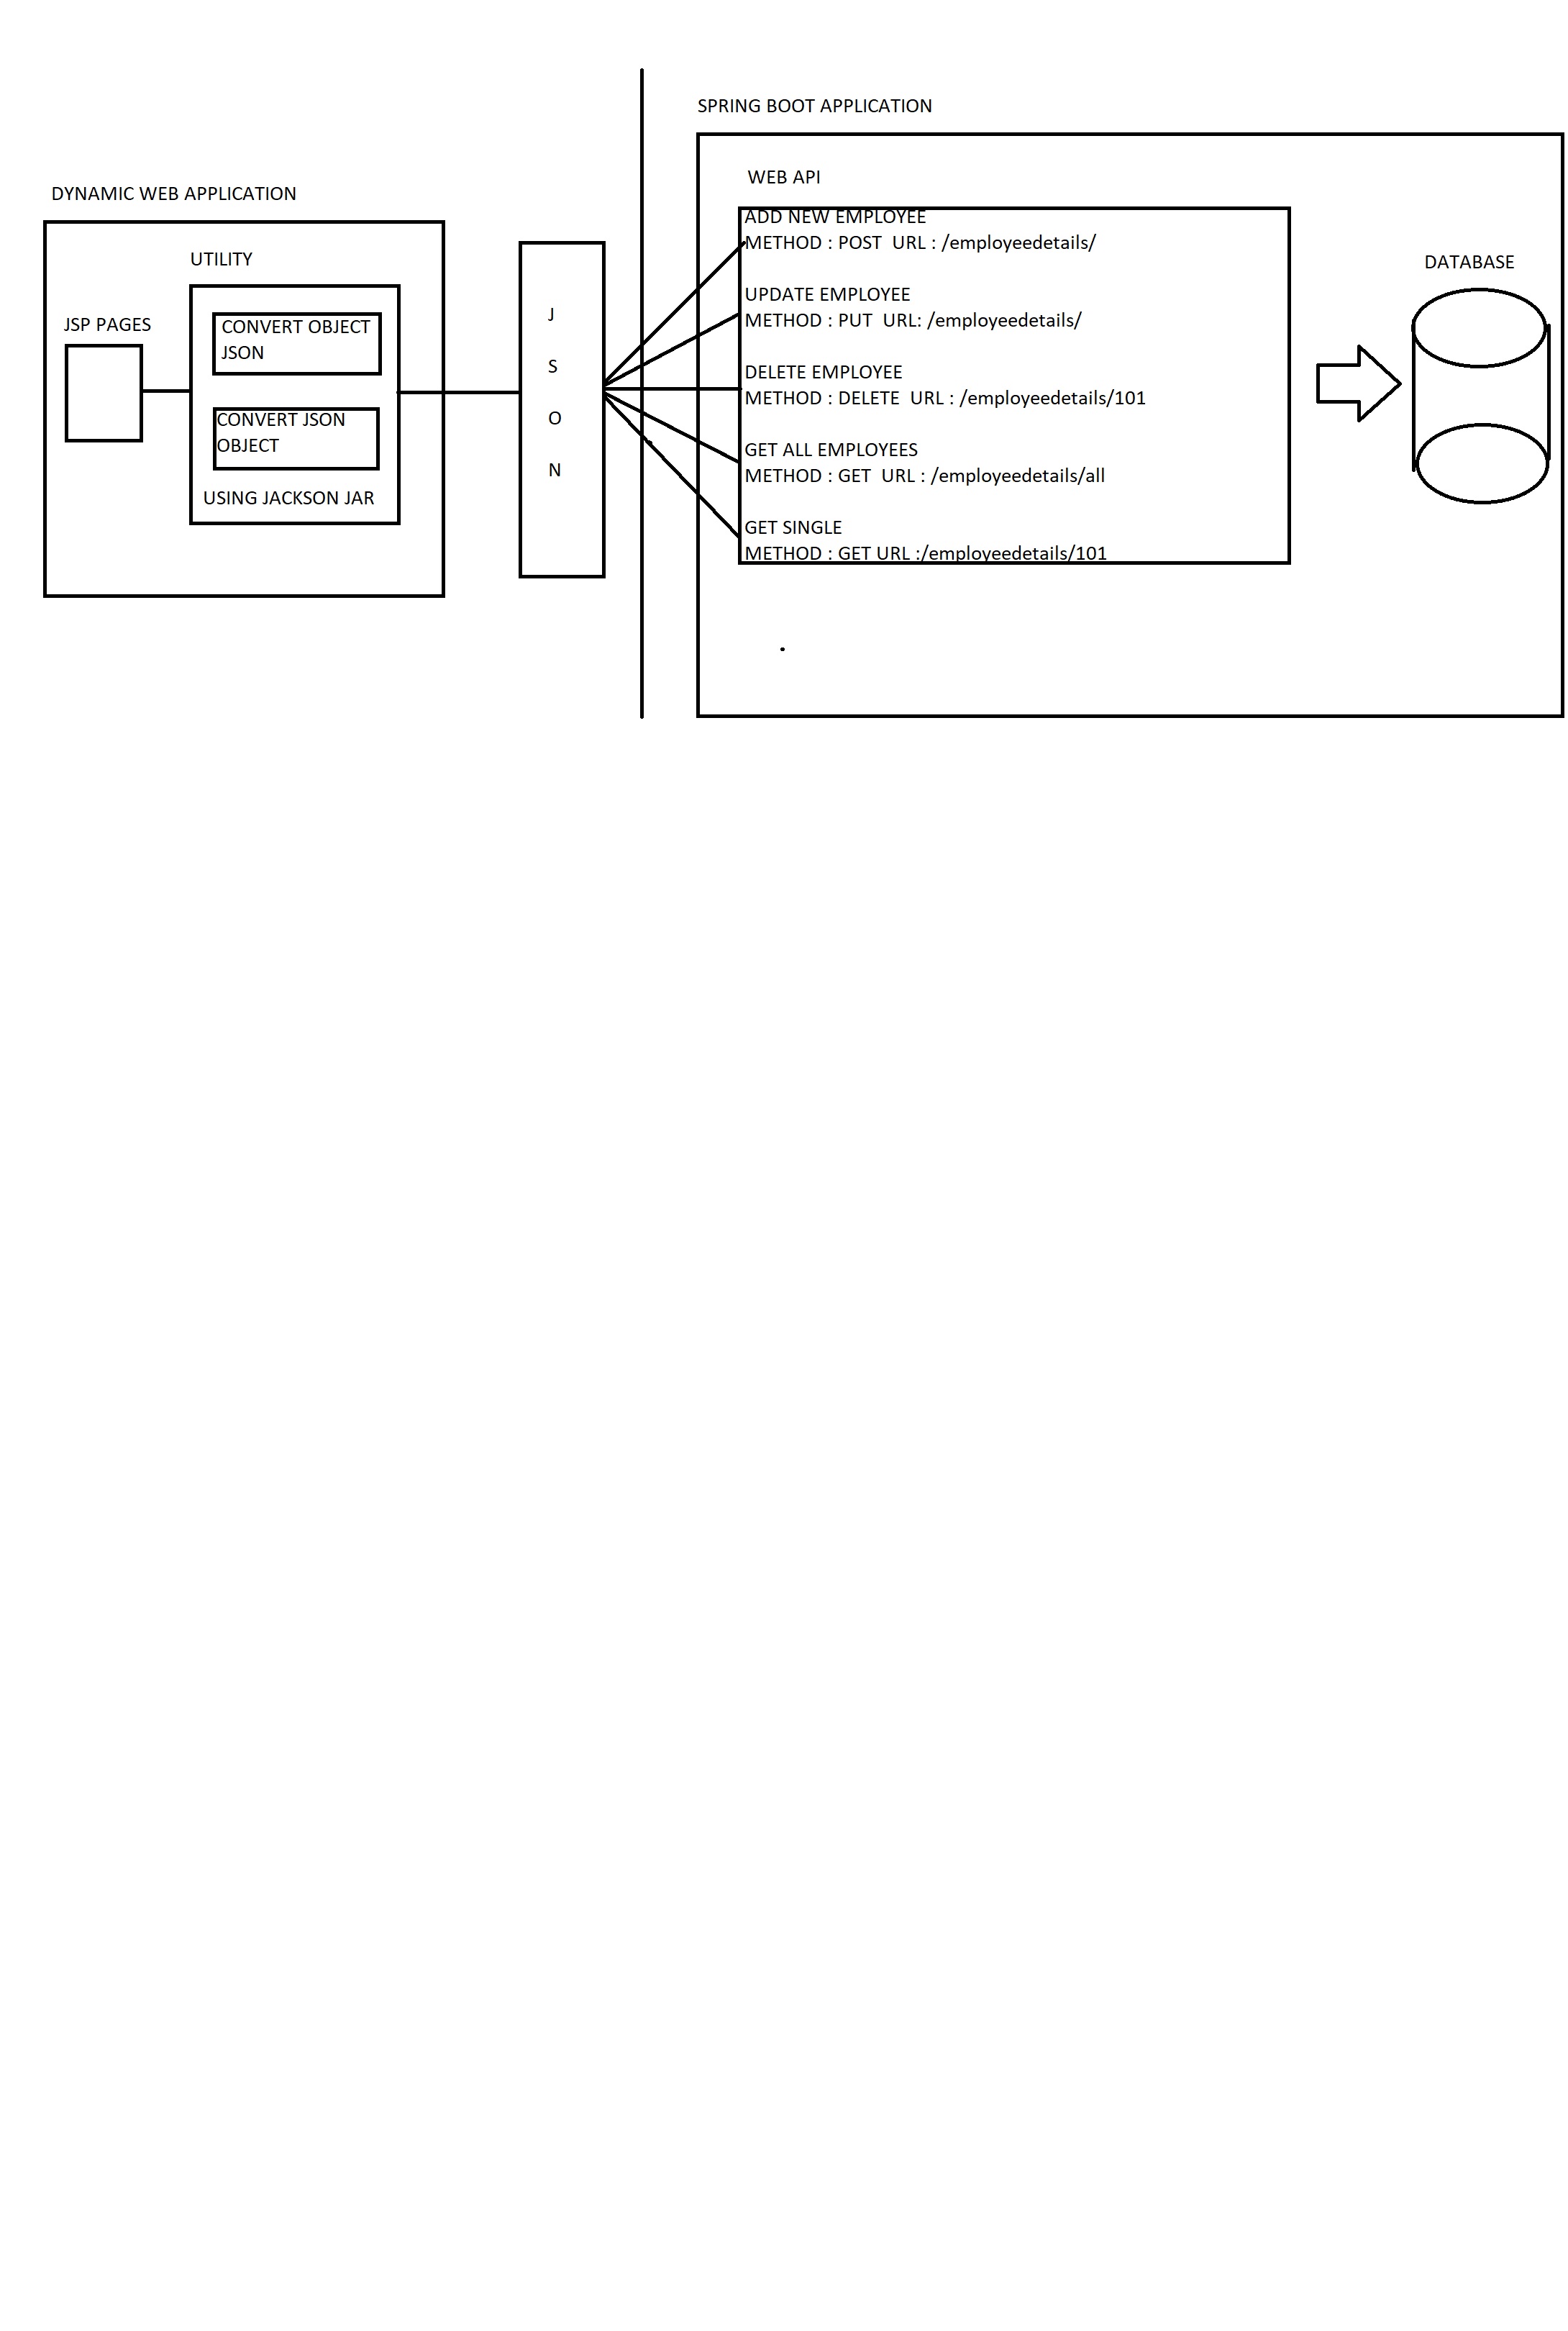 SPRING BOOT APPLICATION
DYNAMIC WEB APPLICATION
UTILITY
JSP PAGES
CONVERT OBJECT
JSON
CONVERT JSON
OBJECT
USING JACKSON JAR
J
S
O
N
WEB API
ADD NEW EMPLOYEE
METHOD : POST  URL : /employeedetails/
UPDATE EMPLOYEE
METHOD : PUT  URL: /employeedetails/
DELETE EMPLOYEE
METHOD : DELETE  URL : /employeedetails/101
GET ALL EMPLOYEES
METHOD : GET  URL : /employeedetails/all
GET SINGLE
METHOD : GET URL :/employeedetails/101
DATABASE